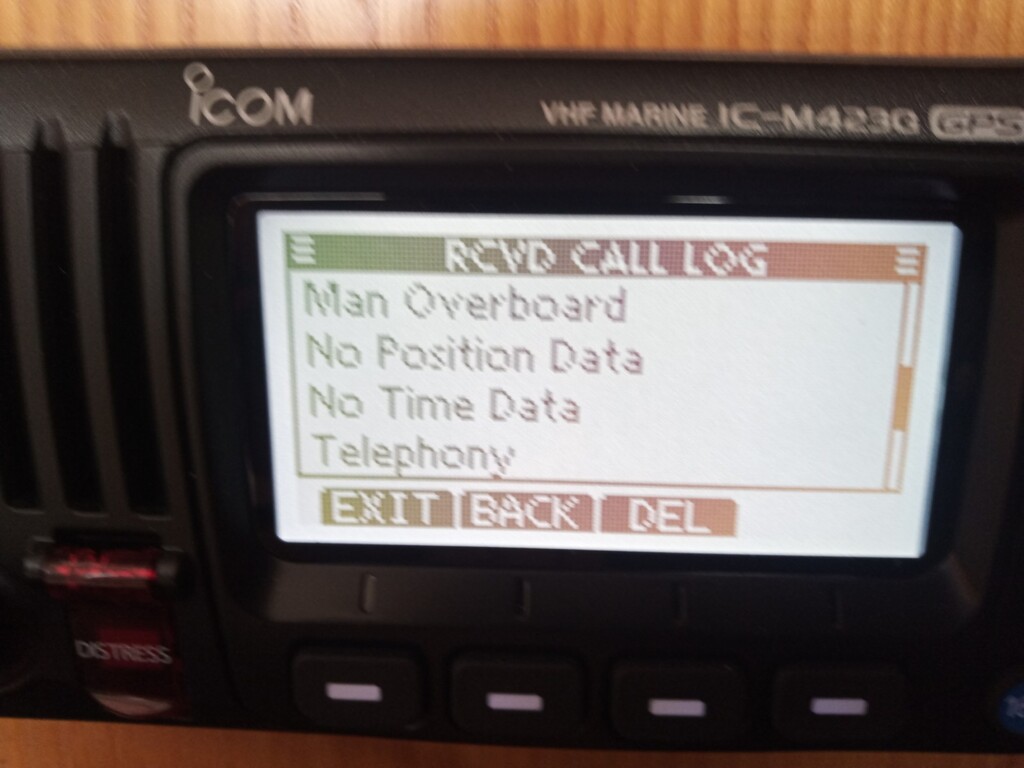 ICOM
VHF MARINE IC-M423G GPS
RCVD CALL LOG
Man Overboard
No Position Data
No Time Data
Telephony
EXIT BACK DEL
DISTRESS